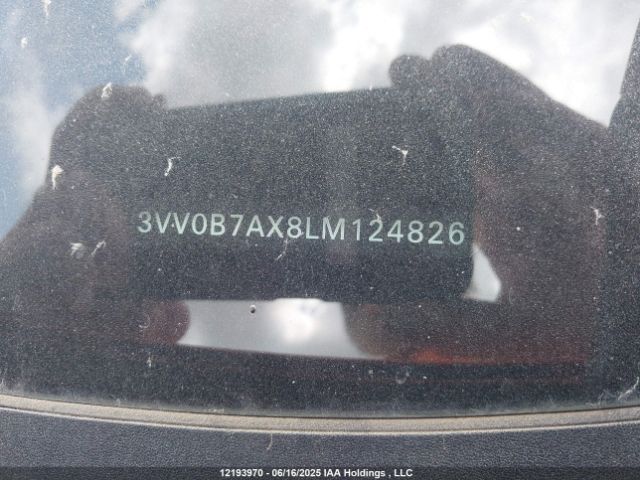 3VV0B7AX8LM124826
12193970 - 06/16/2025 IAA Holdings , LLC